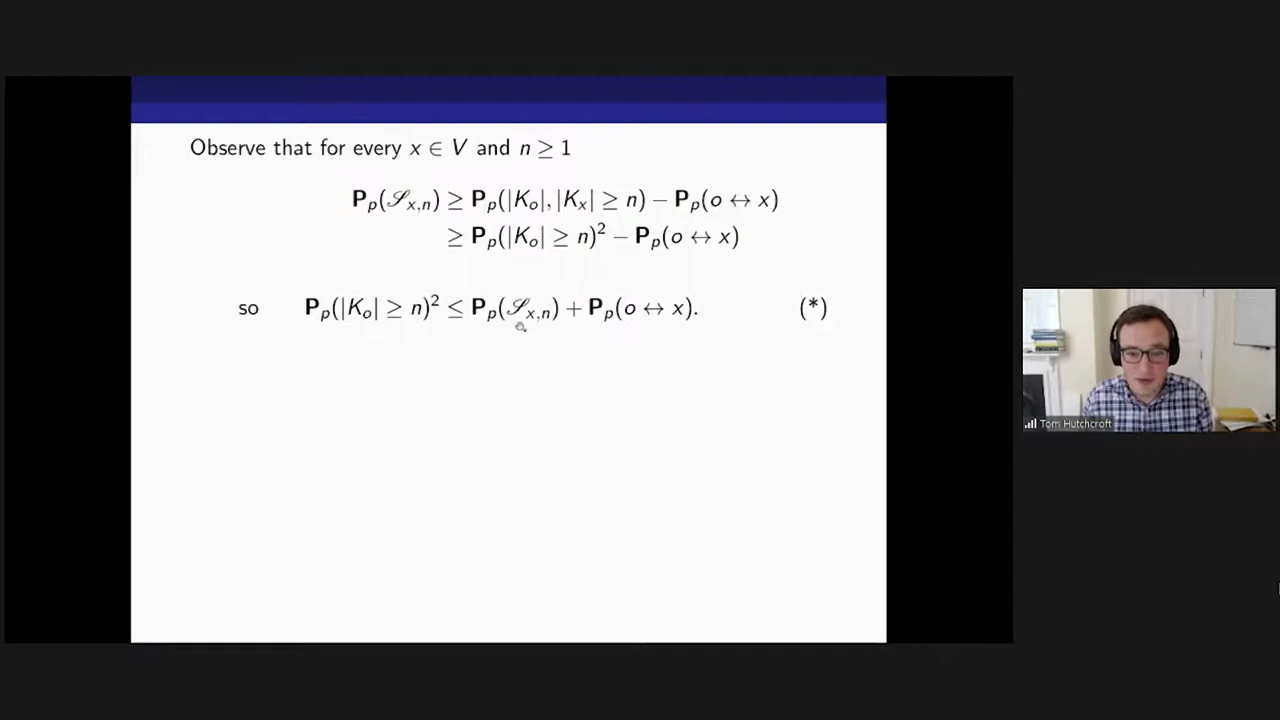 Observe that for every x ∈ V and n ≥ 1
P_p(𝒮_{x,n}) ≥ P_p(|K_o|, |K_x| ≥ n) − P_p(o ↔ x)
≥ P_p(|K_o| ≥ n)² − P_p(o ↔ x)
so P_p(|K_o| ≥ n)² ≤ P_p(𝒮_{x,n}) + P_p(o ↔ x). (*)
Tom Hutchcroft